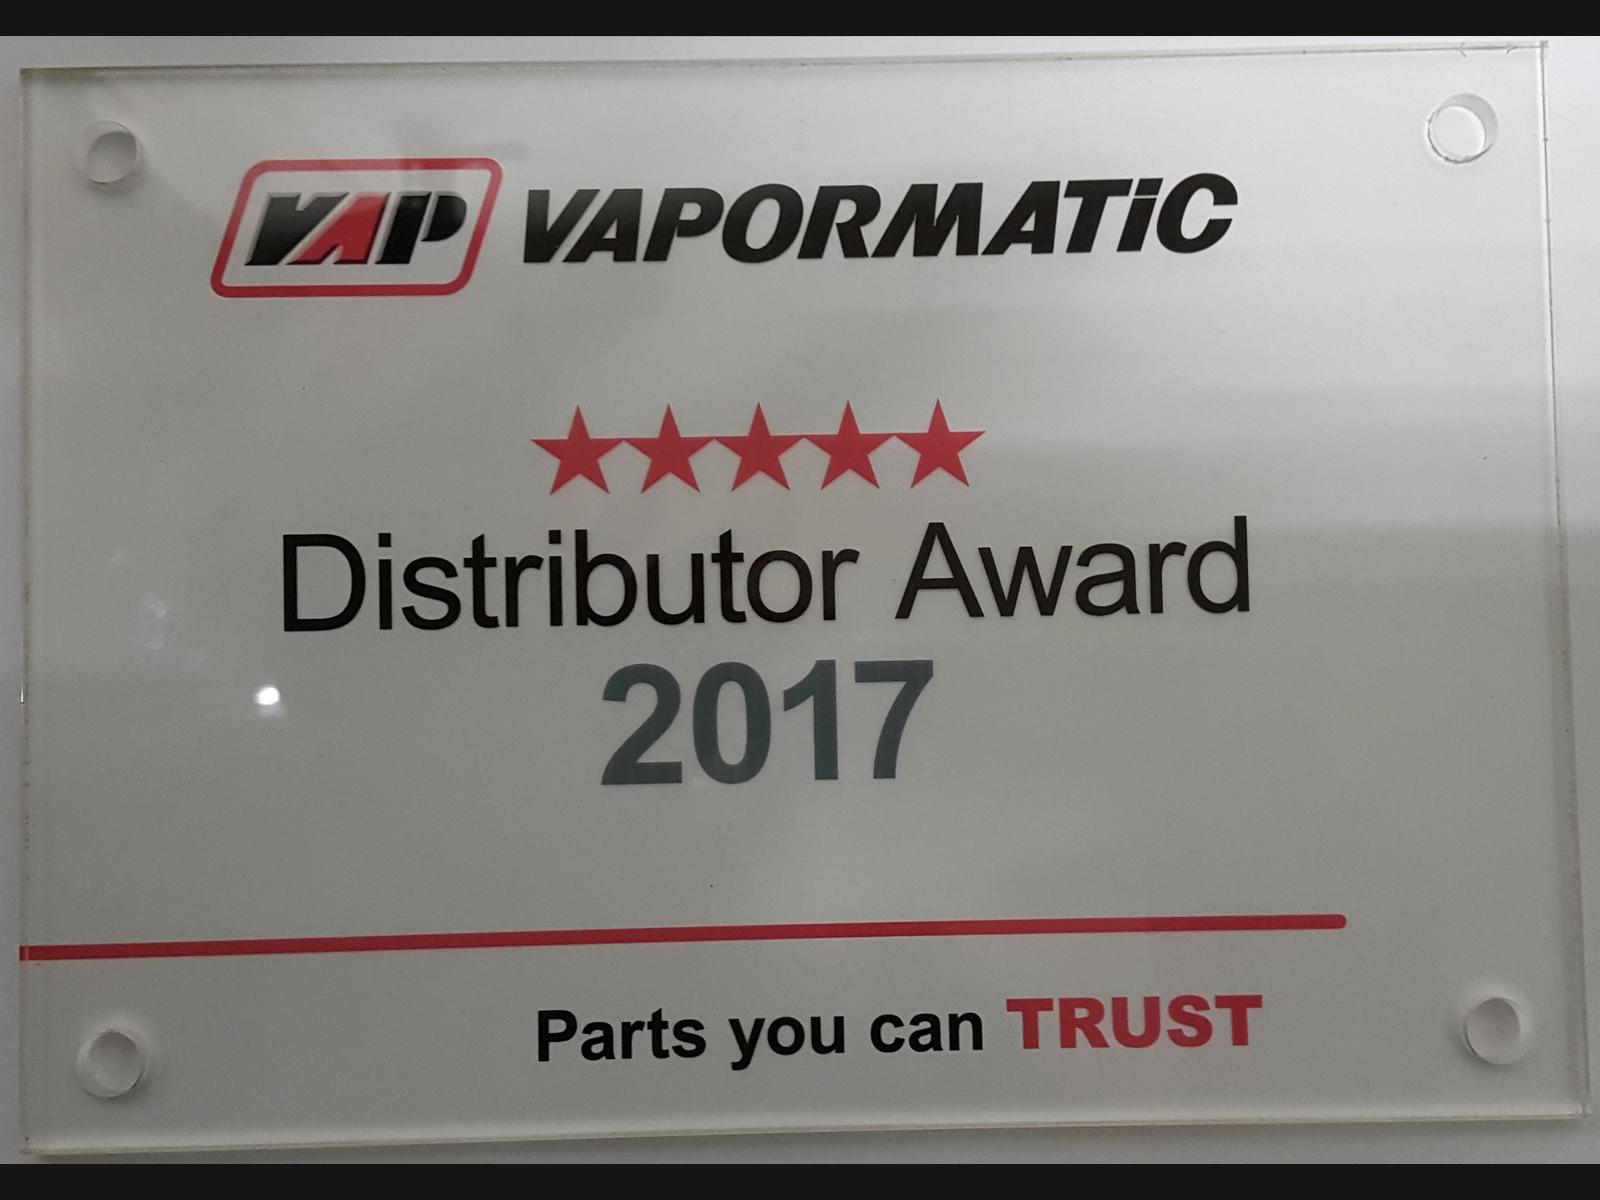 VAP VAPORMATiC
Distributor Award
2017
Parts you can TRUST